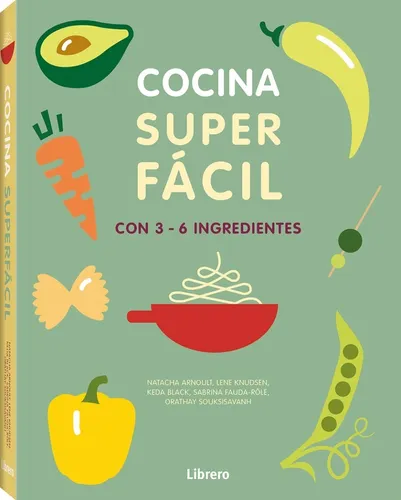 COCINA
SUPER
FÁCIL
CON 3 - 6 INGREDIENTES
NATACHA ARNOULT, LENE KNUDSEN,
KEDA BLACK, SABRINA FAUDA-RÔLE,
ORATHAY SOUKSISAVANH
Librero
COCINA SUPERFÁCIL